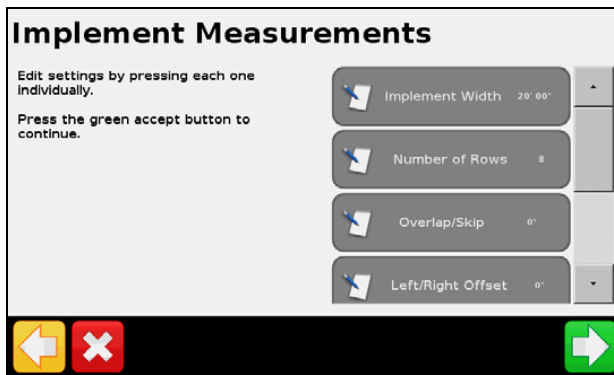 Implement Measurements
Edit settings by pressing each one
individually.
Press the green accept button to
continue.
Implement Width 20' 00"
Number of Rows 8
Overlap/Skip 0"
Left/Right Offset 0"